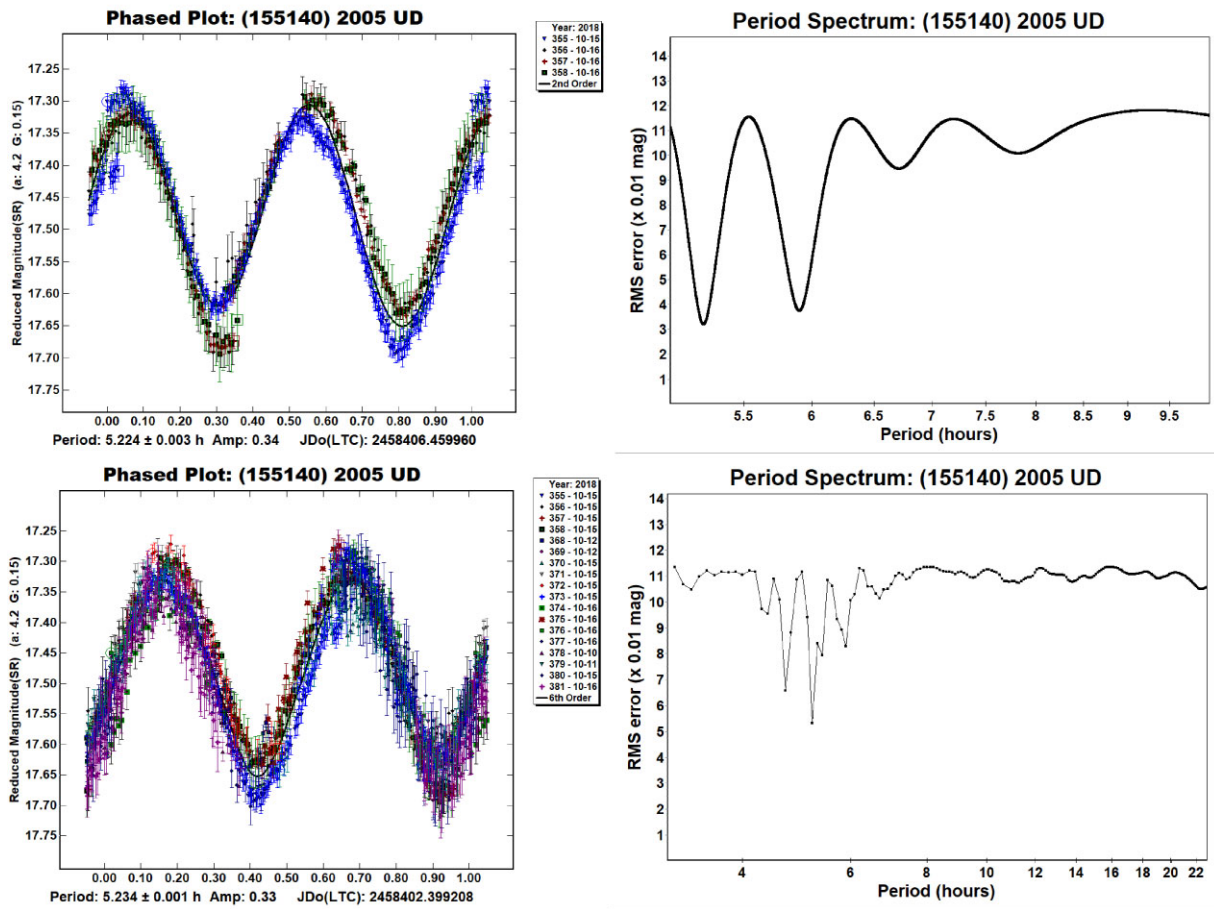 Phased Plot: (155140) 2005 UD
Year: 2018
355 - 10-15
356 - 10-16
357 - 10-16
358 - 10-16
2nd Order
Reduced Magnitude(SR) (a: 4.2 G: 0.15)
17.25
17.30
17.35
17.40
17.45
17.50
17.55
17.60
17.65
17.70
17.75
0.00 0.10 0.20 0.30 0.40 0.50 0.60 0.70 0.80 0.90 1.00
Period: 5.224 ± 0.003 h Amp: 0.34 JDo(LTC): 2458406.459960
Period Spectrum: (155140) 2005 UD
RMS error (x 0.01 mag)
14
13
12
11
10
9
8
7
6
5
4
3
2
1
5.5 6 6.5 7 7.5 8 8.5 9 9.5
Period (hours)
Phased Plot: (155140) 2005 UD
Year: 2018
355 - 10-15
356 - 10-15
357 - 10-15
358 - 10-15
368 - 10-12
369 - 10-12
370 - 10-15
371 - 10-15
372 - 10-15
373 - 10-15
374 - 10-16
375 - 10-16
376 - 10-16
377 - 10-16
378 - 10-10
379 - 10-11
380 - 10-15
381 - 10-16
6th Order
Reduced Magnitude(SR) (a: 4.2 G: 0.15)
17.25
17.30
17.35
17.40
17.45
17.50
17.55
17.60
17.65
17.70
17.75
0.00 0.10 0.20 0.30 0.40 0.50 0.60 0.70 0.80 0.90 1.00
Period: 5.234 ± 0.001 h Amp: 0.33 JDo(LTC): 2458402.399208
Period Spectrum: (155140) 2005 UD
RMS error (x 0.01 mag)
14
13
12
11
10
9
8
7
6
5
4
3
2
1
4 6 8 10 12 14 16 18 20 22
Period (hours)